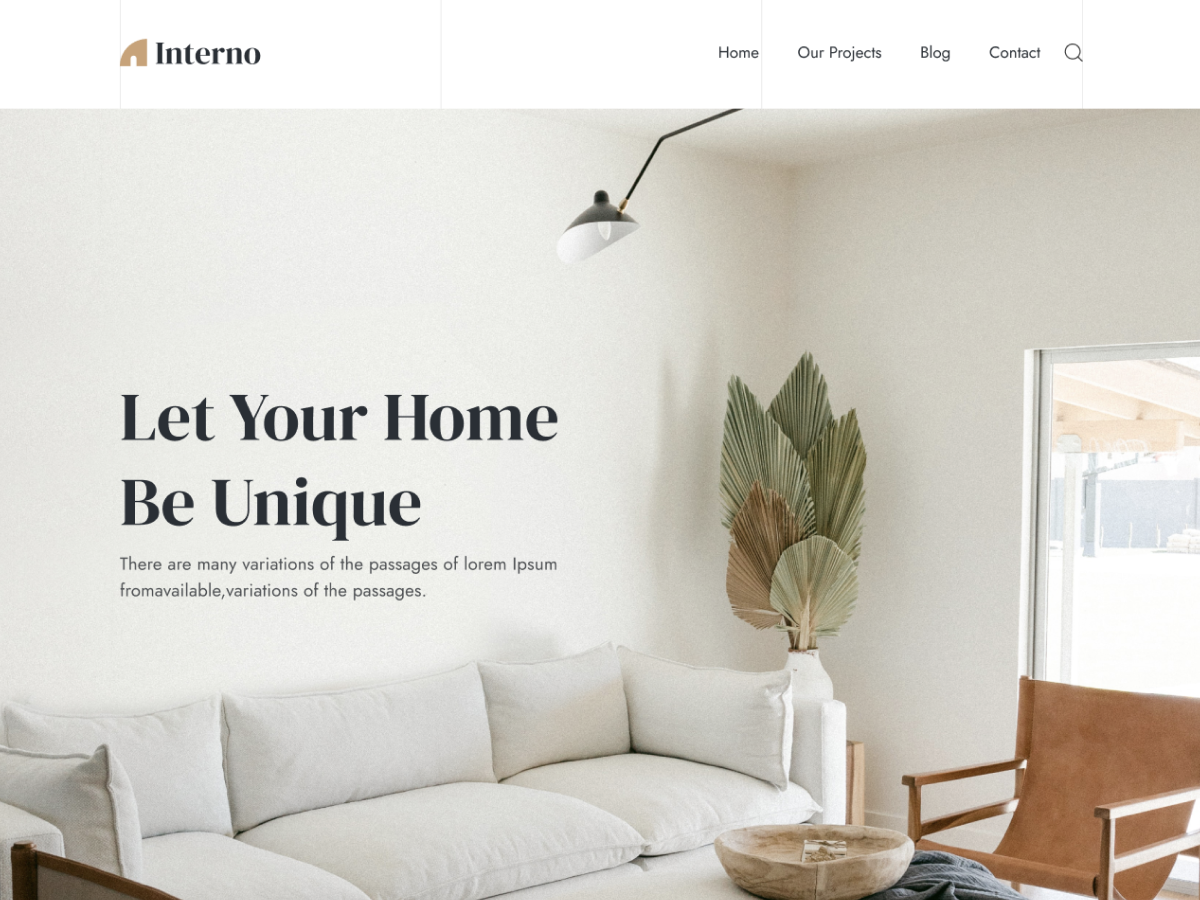 Interno
Home Our Projects Blog Contact
Let Your Home
Be Unique
There are many variations of the passages of lorem Ipsum
fromavailable,variations of the passages.